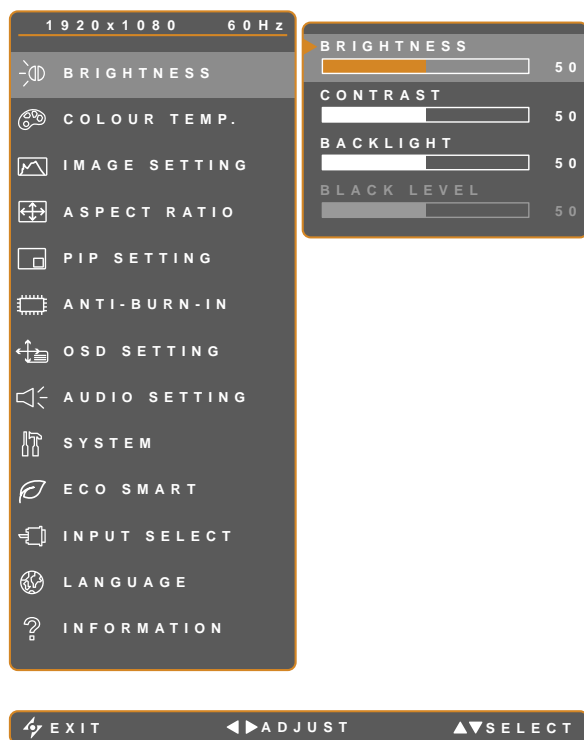 1920x1080 60Hz
BRIGHTNESS
COLOUR TEMP.
IMAGE SETTING
ASPECT RATIO
PIP SETTING
ANTI-BURN-IN
OSD SETTING
AUDIO SETTING
SYSTEM
ECO SMART
INPUT SELECT
LANGUAGE
INFORMATION
BRIGHTNESS
50
CONTRAST
50
BACKLIGHT
50
BLACK LEVEL
50
EXIT ADJUST SELECT